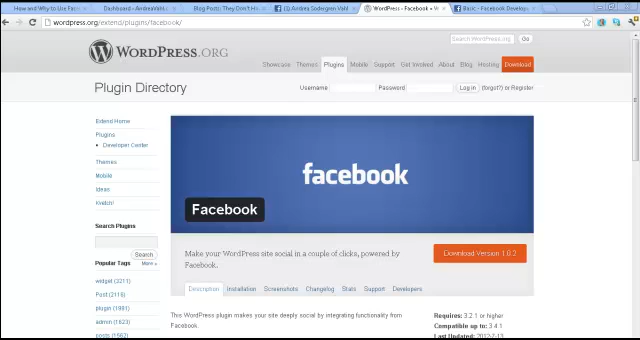 How and Why to Use Face
Dashboard ‹ AndreaVahl
Blog Posts | They Don't Ha
(1) Andrea Sodergren Vahl
WordPress › Facebook « W
Basic - Facebook Develop
wordpress.org/extend/plugins/facebook/
WORDPRESS.ORG
Search WordPress.org
Go
Showcase Themes Plugins Mobile Support Get Involved About Blog Hosting Download
Plugin Directory
Username Password Log in (forgot?) or Register
Extend Home
Plugins
Developer Center
Themes
Mobile
Ideas
Kvetch!
Search Plugins
Search
Popular Tags More »
widget (3211)
Post (2116)
plugin (1981)
admin (1623)
posts (1562)
facebook
Facebook
Make your WordPress site social in a couple of clicks, powered by
Facebook.
Download Version 1.0.2
Description Installation Screenshots Changelog Stats Support Developers
This WordPress plugin makes your site deeply social by integrating functionality from
Facebook
Requires: 3.2.1 or higher
Compatible up to: 3.4.1
Last Updated: 2012-7-13